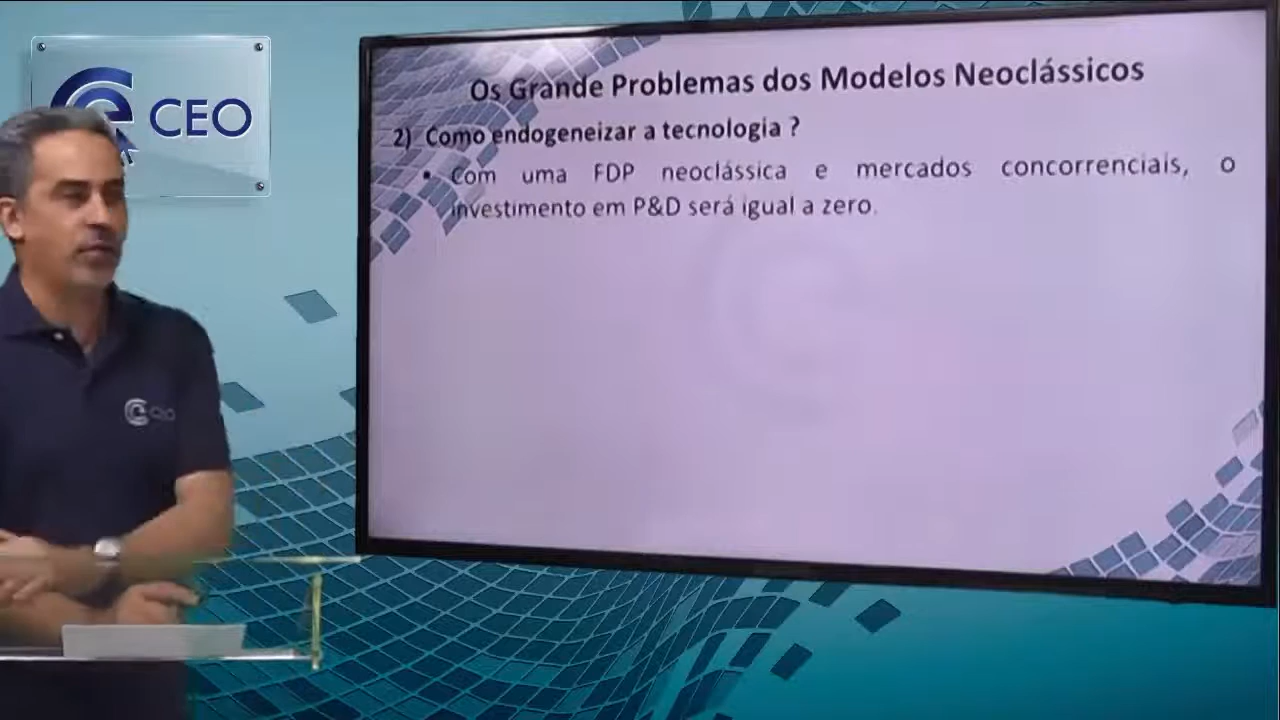 CEO
Os Grande Problemas dos Modelos Neoclássicos
2) Como endogeneizar a tecnologia ?
• Com uma FDP neoclássica e mercados concorrenciais, o
investimento em P&D será igual a zero.
CEO